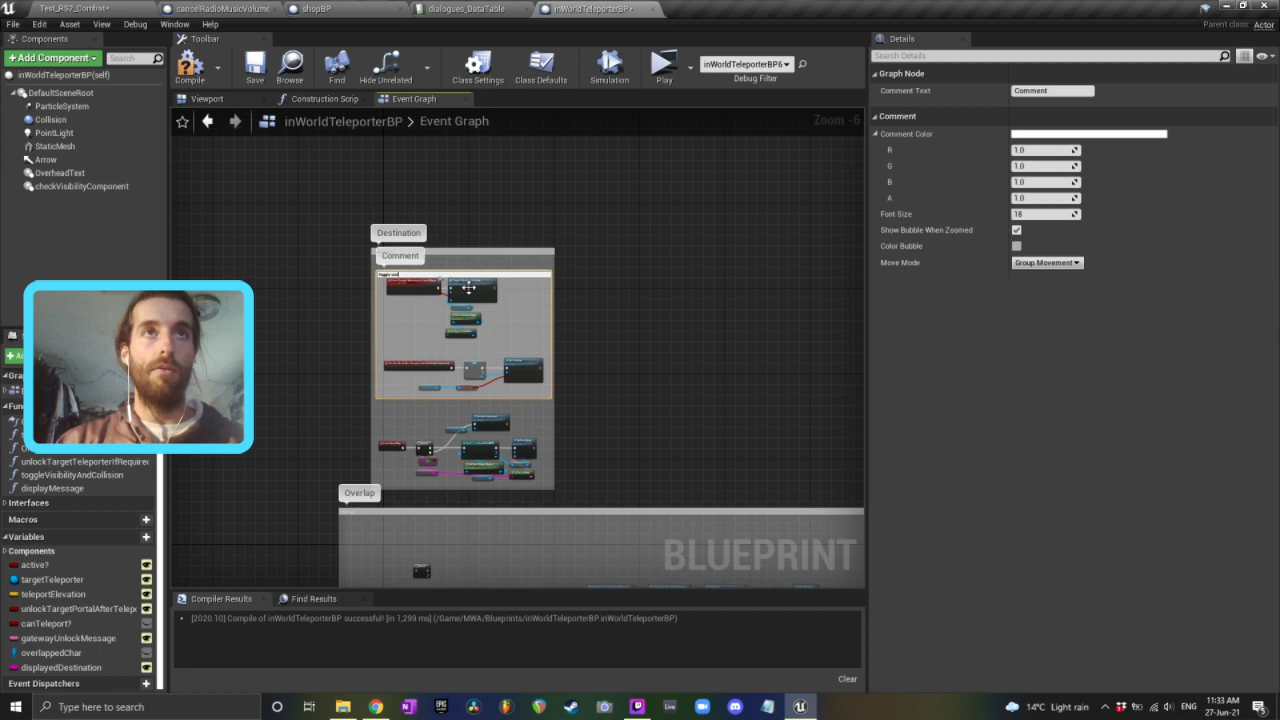 Test_RS2_Combat*
cancelRadioMusicVolume
shopBP
dialogues_DataTable
inWorldTeleporterBP*
File Edit Asset View Debug Window Help
Parent class: Actor
Components
Toolbar
Details
Add Component
Search
Compile
Save
Browse
Find
Hide Unrelated
Class Settings
Class Defaults
Simulation
Play
inWorldTeleporterBP6
Debug Filter
Search Details
inWorldTeleporterBP(self)
DefaultSceneRoot
ParticleSystem
Collision
PointLight
StaticMesh
Arrow
OverheadText
checkVisibilityComponent
Viewport
Construction Scrip
Event Graph
inWorldTeleporterBP > Event Graph
Zoom -6
Graph Node
Comment Text Comment
Comment
Comment Color
R 1.0
G 1.0
B 1.0
A 1.0
Font Size 18
Show Bubble When Zoomed
Color Bubble
Move Mode Group Movement
Destination
Comment
Overlap
BLUEPRINT
unlockTargetTeleporterIfRequired
toggleVisibilityAndCollision
displayMessage
Interfaces
Macros
Variables
Components
active?
targetTeleporter
teleportElevation
unlockTargetPortalAfterTelepo
canTeleport?
gatewayUnlockMessage
overlappedChar
displayedDestination
Event Dispatchers
Compiler Results
Find Results
[2020.10] Compile of inWorldTeleporterBP successful! [in 1,299 ms] (/Game/MWA/Blueprints/inWorldTeleporterBP.inWorldTeleporterBP)
Clear
Type here to search
14°C Light rain
ENG
11:33 AM
27-Jun-21